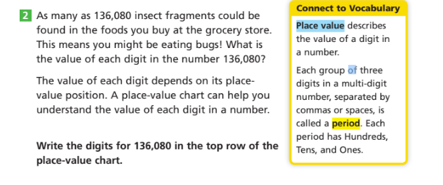 2 As many as 136,080 insect fragments could be
found in the foods you buy at the grocery store.
This means you might be eating bugs! What is
the value of each digit in the number 136,080?
The value of each digit depends on its place-
value position. A place-value chart can help you
understand the value of each digit in a number.
Write the digits for 136,080 in the top row of the
place-value chart.
Connect to Vocabulary
Place value describes
the value of a digit in
a number.
Each group of three
digits in a multi-digit
number, separated by
commas or spaces, is
called a period. Each
period has Hundreds,
Tens, and Ones.